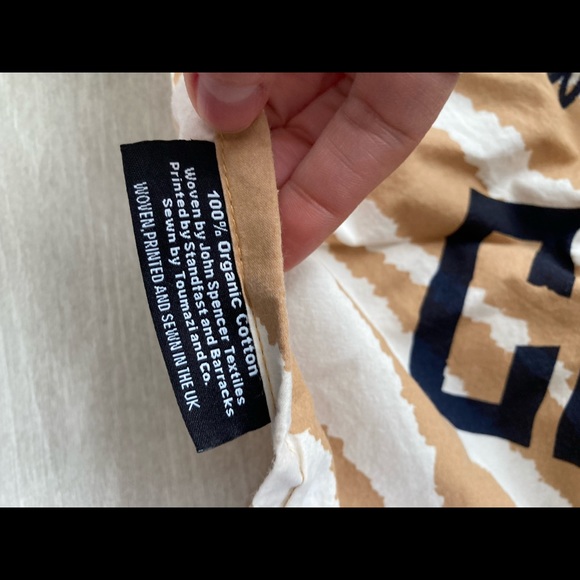 100% Organic Cotton
Woven by John Spencer Textiles
Printed by Standfast and Barracks
Sewn by Toumazi and Co.
WOVEN, PRINTED AND SEWN IN THE UK